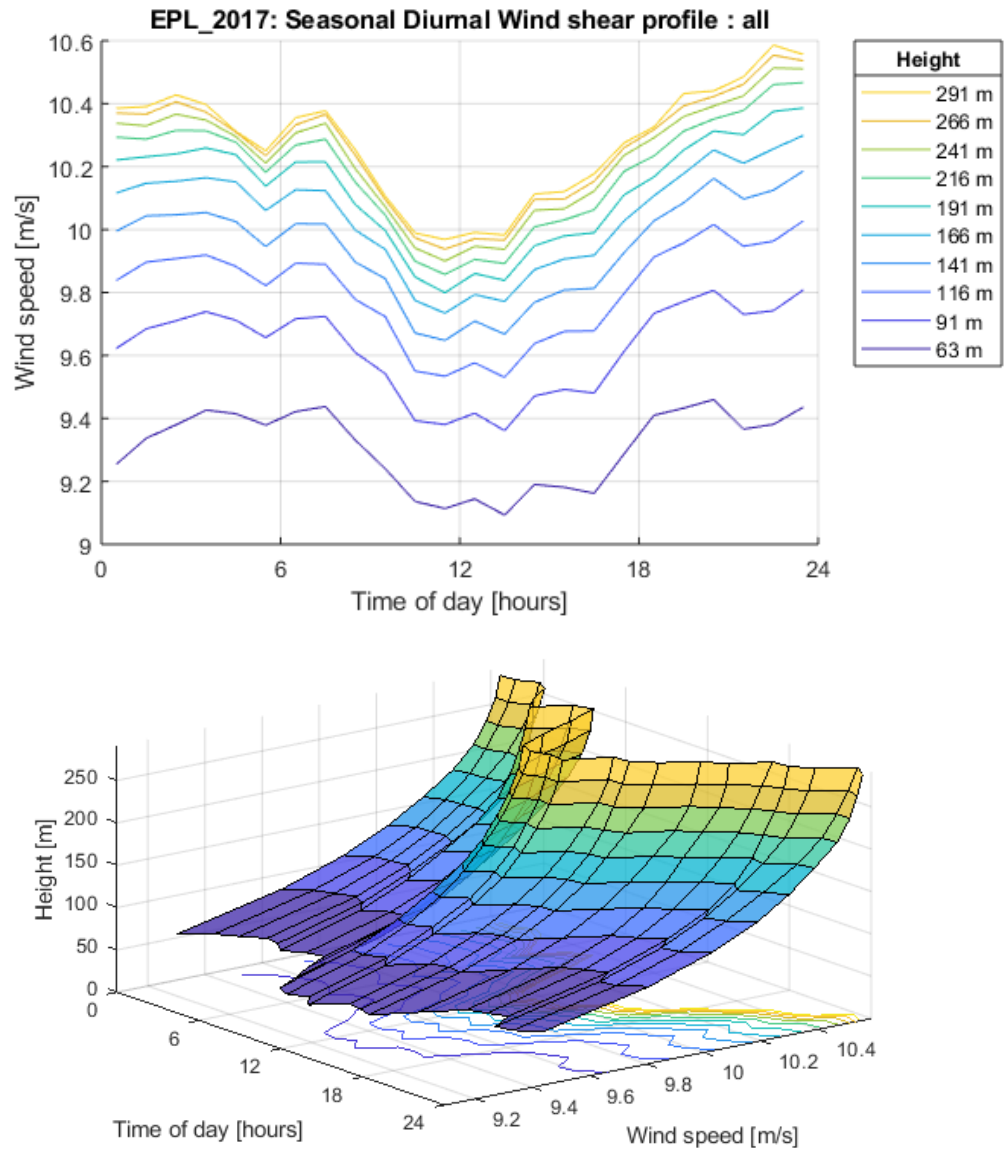 EPL_2017: Seasonal Diurnal Wind shear profile : all
10.6
10.4
10.2
10
9.8
9.6
9.4
9.2
9
Wind speed [m/s]
0
6
12
18
24
Time of day [hours]
Height
291 m
266 m
241 m
216 m
191 m
166 m
141 m
116 m
91 m
63 m
250
200
150
100
50
0
Height [m]
0
6
12
18
24
Time of day [hours]
9.2
9.4
9.6
9.8
10
10.2
10.4
Wind speed [m/s]